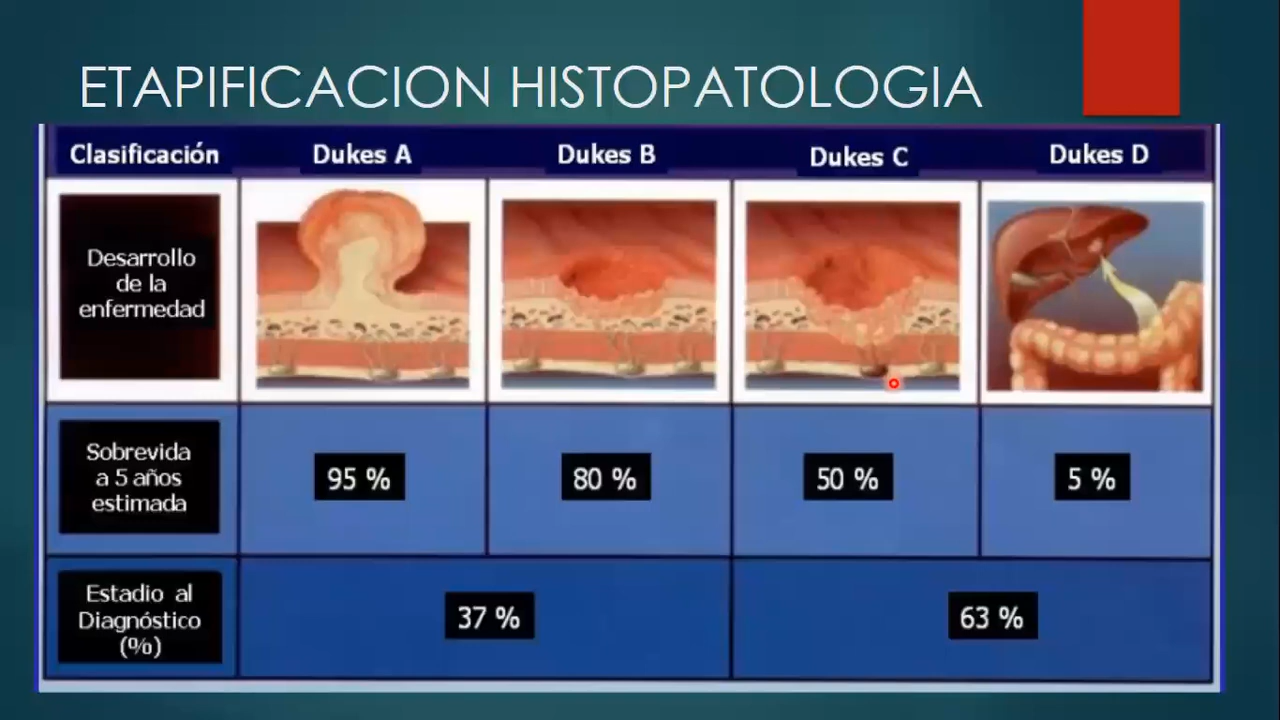 ETAPIFICACION HISTOPATOLOGIA
Clasificación
Dukes A
Dukes B
Dukes C
Dukes D
Desarrollo
de la
enfermedad
Sobrevida
a 5 años
estimada
95 %
80 %
50 %
5 %
Estadio al
Diagnóstico
(%)
37 %
63 %